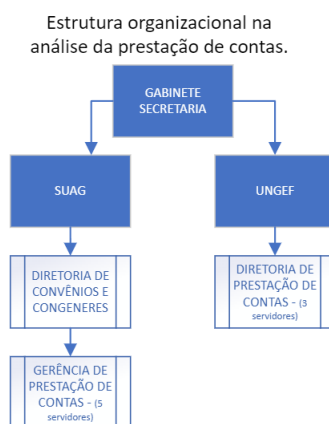 Estrutura organizacional na
análise da prestação de contas.
GABINETE
SECRETARIA
SUAG
UNGEF
DIRETORIA DE
CONVÊNIOS E
CONGENERES
DIRETORIA DE
PRESTAÇÃO DE
CONTAS - (3
servidores)
GERÊNCIA DE
PRESTAÇÃO DE
CONTAS - (5
servidores)